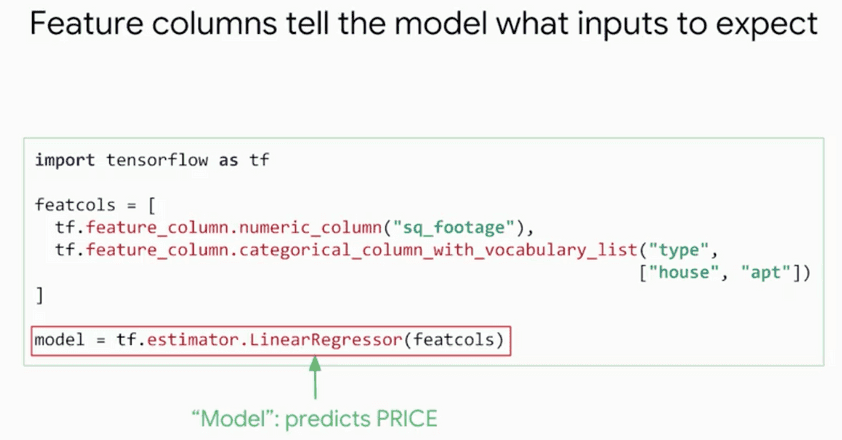 Feature columns tell the model what inputs to expect
import tensorflow as tf
featcols = [
tf.feature_column.numeric_column("sq_footage"),
tf.feature_column.categorical_column_with_vocabulary_list("type",
["house", "apt"])
]
model = tf.estimator.LinearRegressor(featcols)
“Model”: predicts PRICE